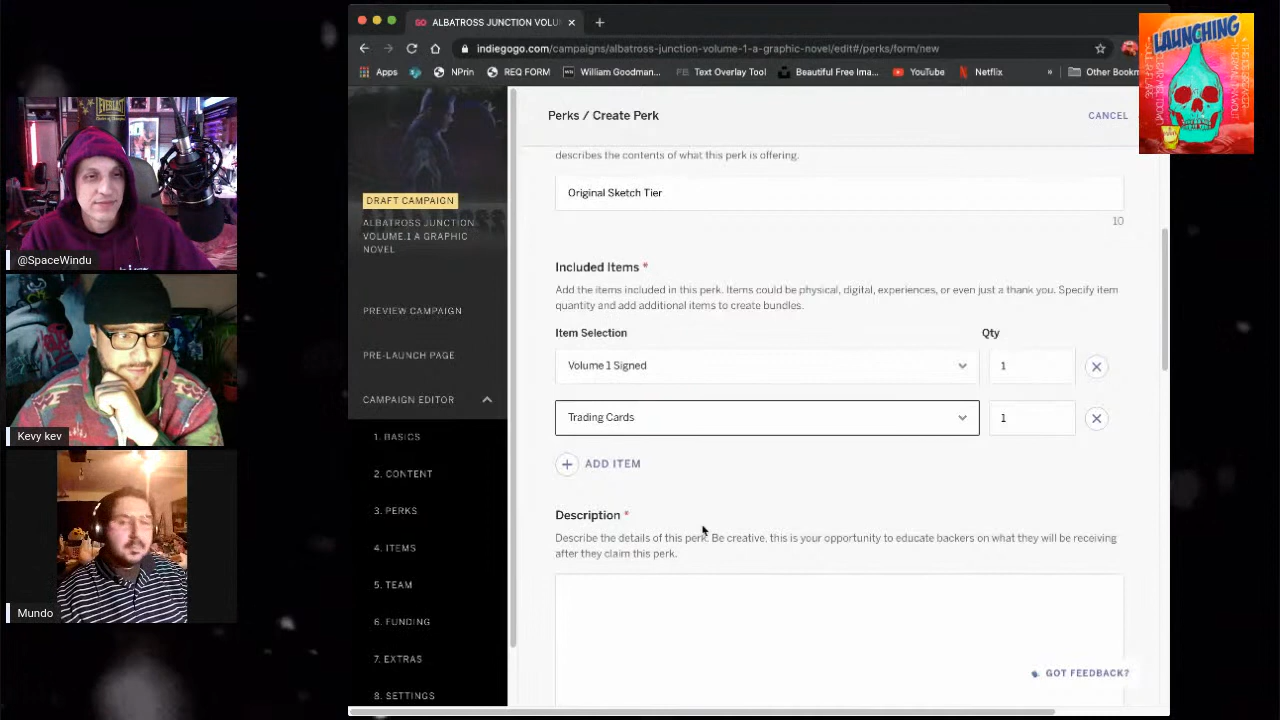 ALBATROSS JUNCTION VOLU
indiegogo.com/campaigns/albatross-junction-volume-1-a-graphic-novel/edit#/perks/form/new
Apps
NPrin
REQ FORM
William Goodman...
Text Overlay Tool
Beautiful Free Ima...
YouTube
Netflix
»
Other Bookm
LAUNCHING
EVERLAST
@SpaceWindu
Kevy kev
Mundo
DRAFT CAMPAIGN
ALBATROSS JUNCTION
VOLUME.1 A GRAPHIC
NOVEL
PREVIEW CAMPAIGN
PRE-LAUNCH PAGE
CAMPAIGN EDITOR
1. BASICS
2. CONTENT
3. PERKS
4. ITEMS
5. TEAM
6. FUNDING
7. EXTRAS
8. SETTINGS
Perks / Create Perk
CANCEL
describes the contents of what this perk is offering.
Original Sketch Tier
10
Included Items *
Add the items included in this perk. Items could be physical, digital, experiences, or even just a thank you. Specify item
quantity and add additional items to create bundles.
Item Selection Qty
Volume 1 Signed 1
Trading Cards 1
ADD ITEM
Description *
Describe the details of this perk. Be creative, this is your opportunity to educate backers on what they will be receiving
after they claim this perk.
GOT FEEDBACK?